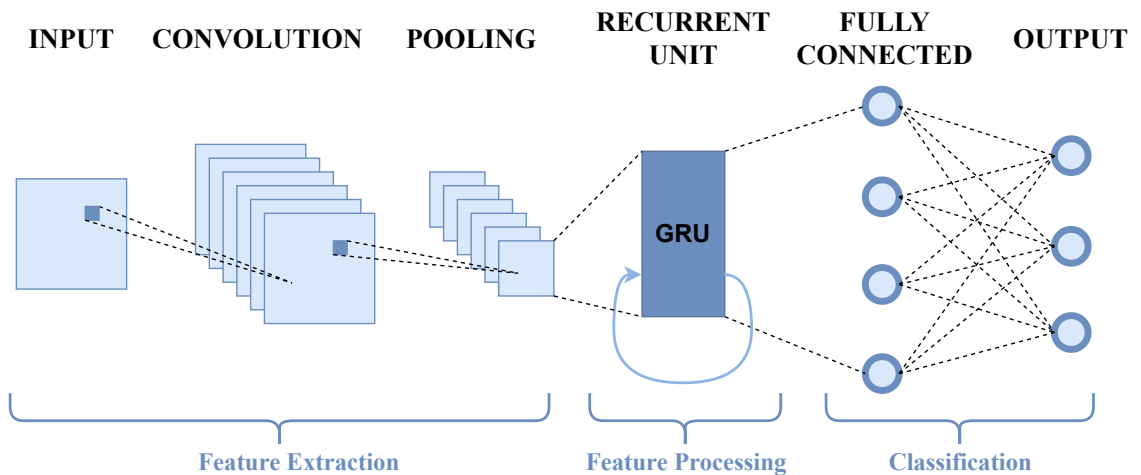 INPUT
CONVOLUTION
POOLING
RECURRENT
UNIT
FULLY
CONNECTED
OUTPUT
GRU
Feature Extraction
Feature Processing
Classification